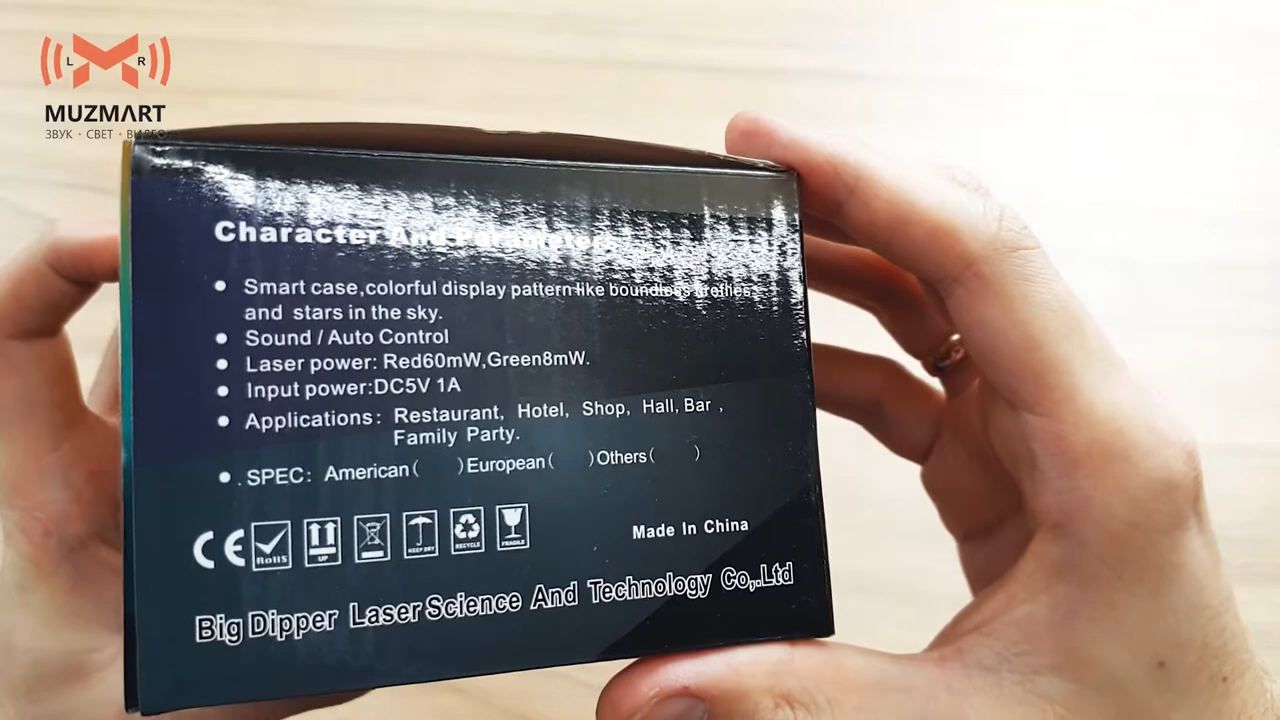 L R
MUZMART
ЗВУК · СВЕТ · ВИДЕО
Character And Parameters
Smart case,colorful display pattern like boundless fireflies
and stars in the sky.
Sound / Auto Control
Laser power: Red60mW,Green8mW.
Input power:DC5V 1A
Applications: Restaurant, Hotel, Shop, Hall, Bar ,
Family Party.
. SPEC: American( )European( )Others( )
CE RoHS UP KEEP DRY RECYCLE FRAGILE
Made In China
Big Dipper Laser Science And Technology Co,.Ltd